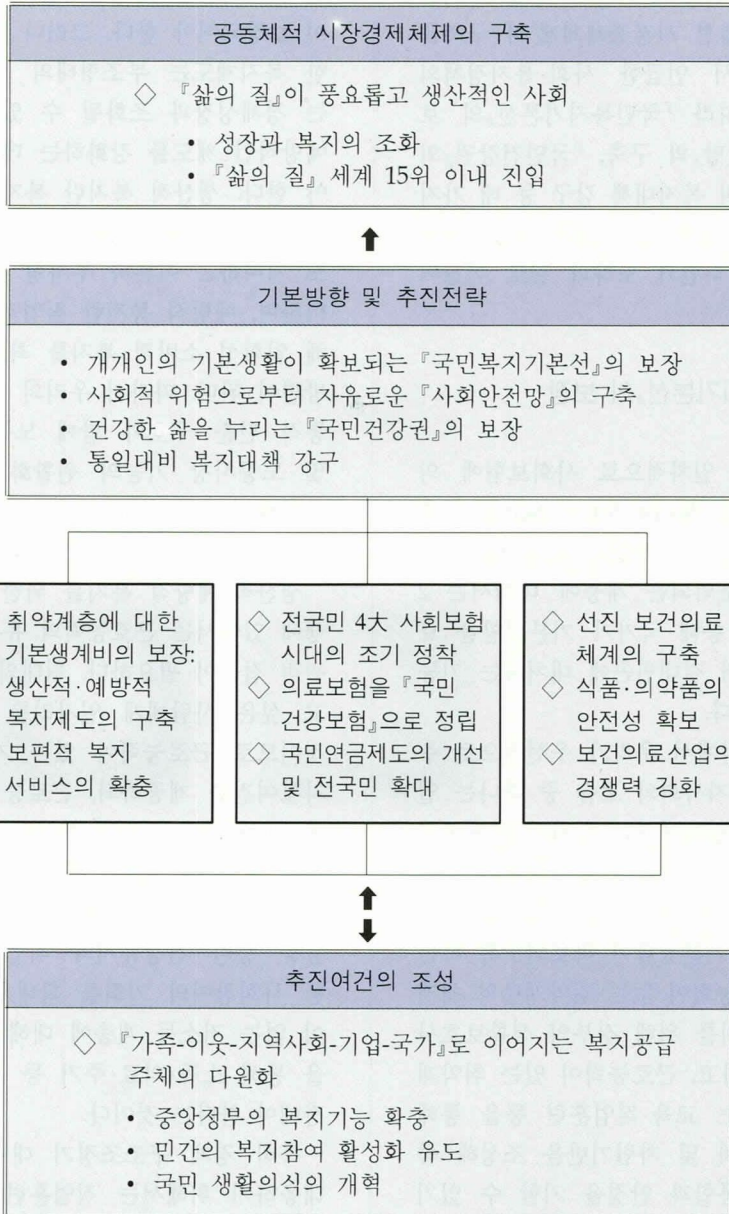 공동체적 시장경제체제의 구축
◇ 『삶의 질』이 풍요롭고 생산적인 사회
• 성장과 복지의 조화
• 『삶의 질』 세계 15위 이내 진입
기본방향 및 추진전략
• 개개인의 기본생활이 확보되는 『국민복지기본선』의 보장
• 사회적 위험으로부터 자유로운 『사회안전망』의 구축
• 건강한 삶을 누리는 『국민건강권』의 보장
• 통일대비 복지대책 강구
취약계층에 대한
기본생계비의 보장:
생산적·예방적
복지제도의 구축
보편적 복지
서비스의 확충
◇ 전국민 4大 사회보험
시대의 조기 정착
◇ 의료보험을 『국민
건강보험』으로 정립
◇ 국민연금제도의 개선
및 전국민 확대
◇ 선진 보건의료
체계의 구축
◇ 식품·의약품의
안전성 확보
◇ 보건의료산업의
경쟁력 강화
추진여건의 조성
◇ 『가족-이웃-지역사회-기업-국가』로 이어지는 복지공급
주체의 다원화
• 중앙정부의 복지기능 확충
• 민간의 복지참여 활성화 유도
• 국민 생활의식의 개혁